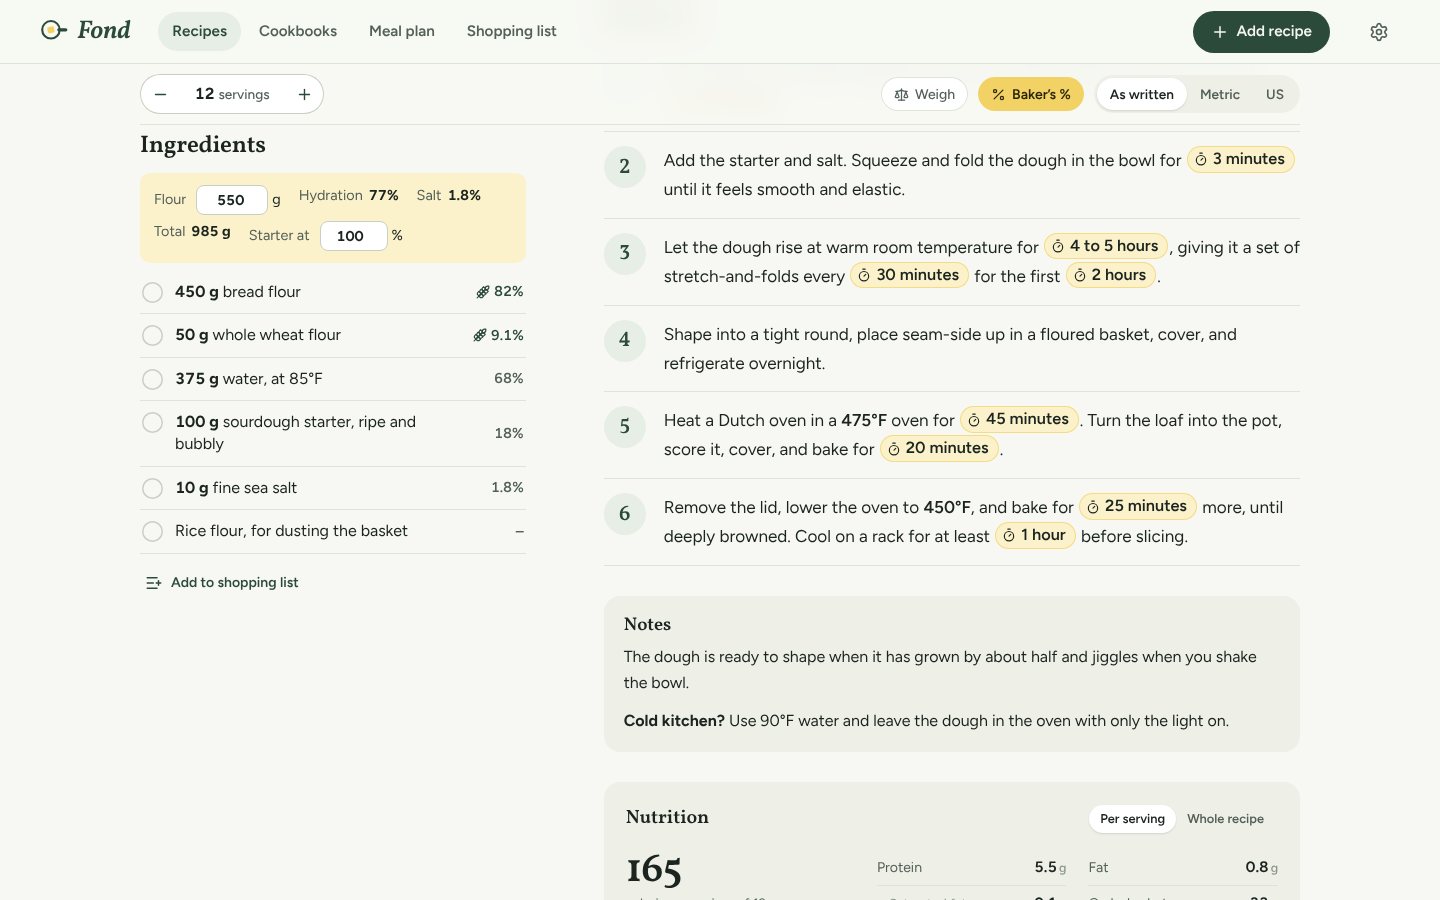 Fond
Recipes
Cookbooks
Meal plan
Shopping list
Add recipe
12 servings
Weigh
Baker's %
As written
Metric
US
Ingredients
Flour 550 g
Hydration 77%
Salt 1.8%
Total 985 g
Starter at 100 %
450 g bread flour 82%
50 g whole wheat flour 9.1%
375 g water, at 85°F 68%
100 g sourdough starter, ripe and
bubbly
18%
10 g fine sea salt 1.8%
Rice flour, for dusting the basket –
Add to shopping list
2
Add the starter and salt. Squeeze and fold the dough in the bowl for 3 minutes
until it feels smooth and elastic.
3
Let the dough rise at warm room temperature for 4 to 5 hours, giving it a set of
stretch-and-folds every 30 minutes for the first 2 hours.
4
Shape into a tight round, place seam-side up in a floured basket, cover, and
refrigerate overnight.
5
Heat a Dutch oven in a 475°F oven for 45 minutes. Turn the loaf into the pot,
score it, cover, and bake for 20 minutes.
6
Remove the lid, lower the oven to 450°F, and bake for 25 minutes more, until
deeply browned. Cool on a rack for at least 1 hour before slicing.
Notes
The dough is ready to shape when it has grown by about half and jiggles when you shake
the bowl.
Cold kitchen? Use 90°F water and leave the dough in the oven with only the light on.
Nutrition
Per serving
Whole recipe
165
Protein 5.5 g
Fat 0.8 g